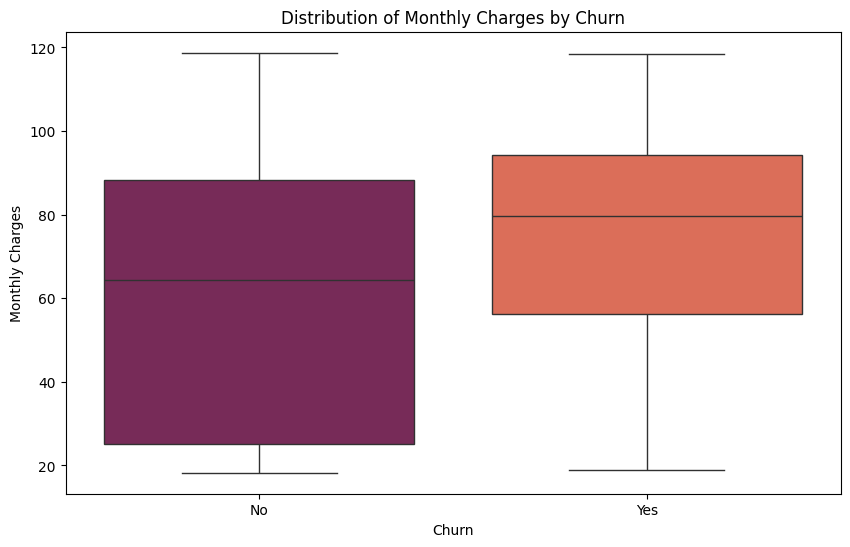 Distribution of Monthly Charges by Churn
Monthly Charges
120
100
80
60
40
20
No Yes
Churn